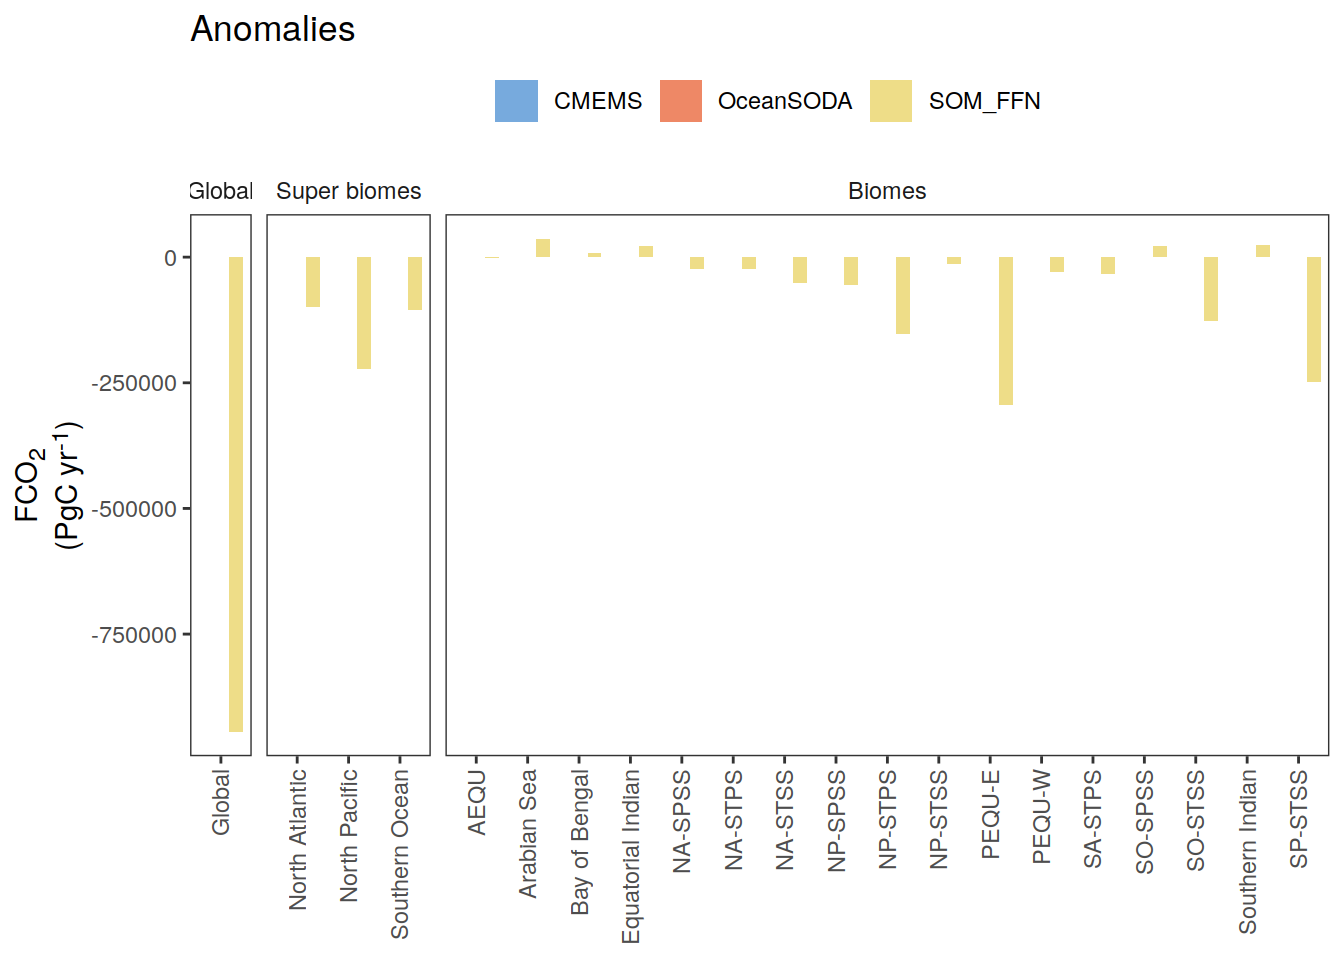 Anomalies
CMEMS OceanSODA SOM_FFN
Global Super biomes Biomes
0
-250000
-500000
-750000
FCO₂
(PgC yr⁻¹)
Global
North Atlantic
North Pacific
Southern Ocean
AEQU
Arabian Sea
Bay of Bengal
Equatorial Indian
NA-SPSS
NA-STPS
NA-STSS
NP-SPSS
NP-STPS
NP-STSS
PEQU-E
PEQU-W
SA-STPS
SO-SPSS
SO-STSS
Southern Indian
SP-STSS